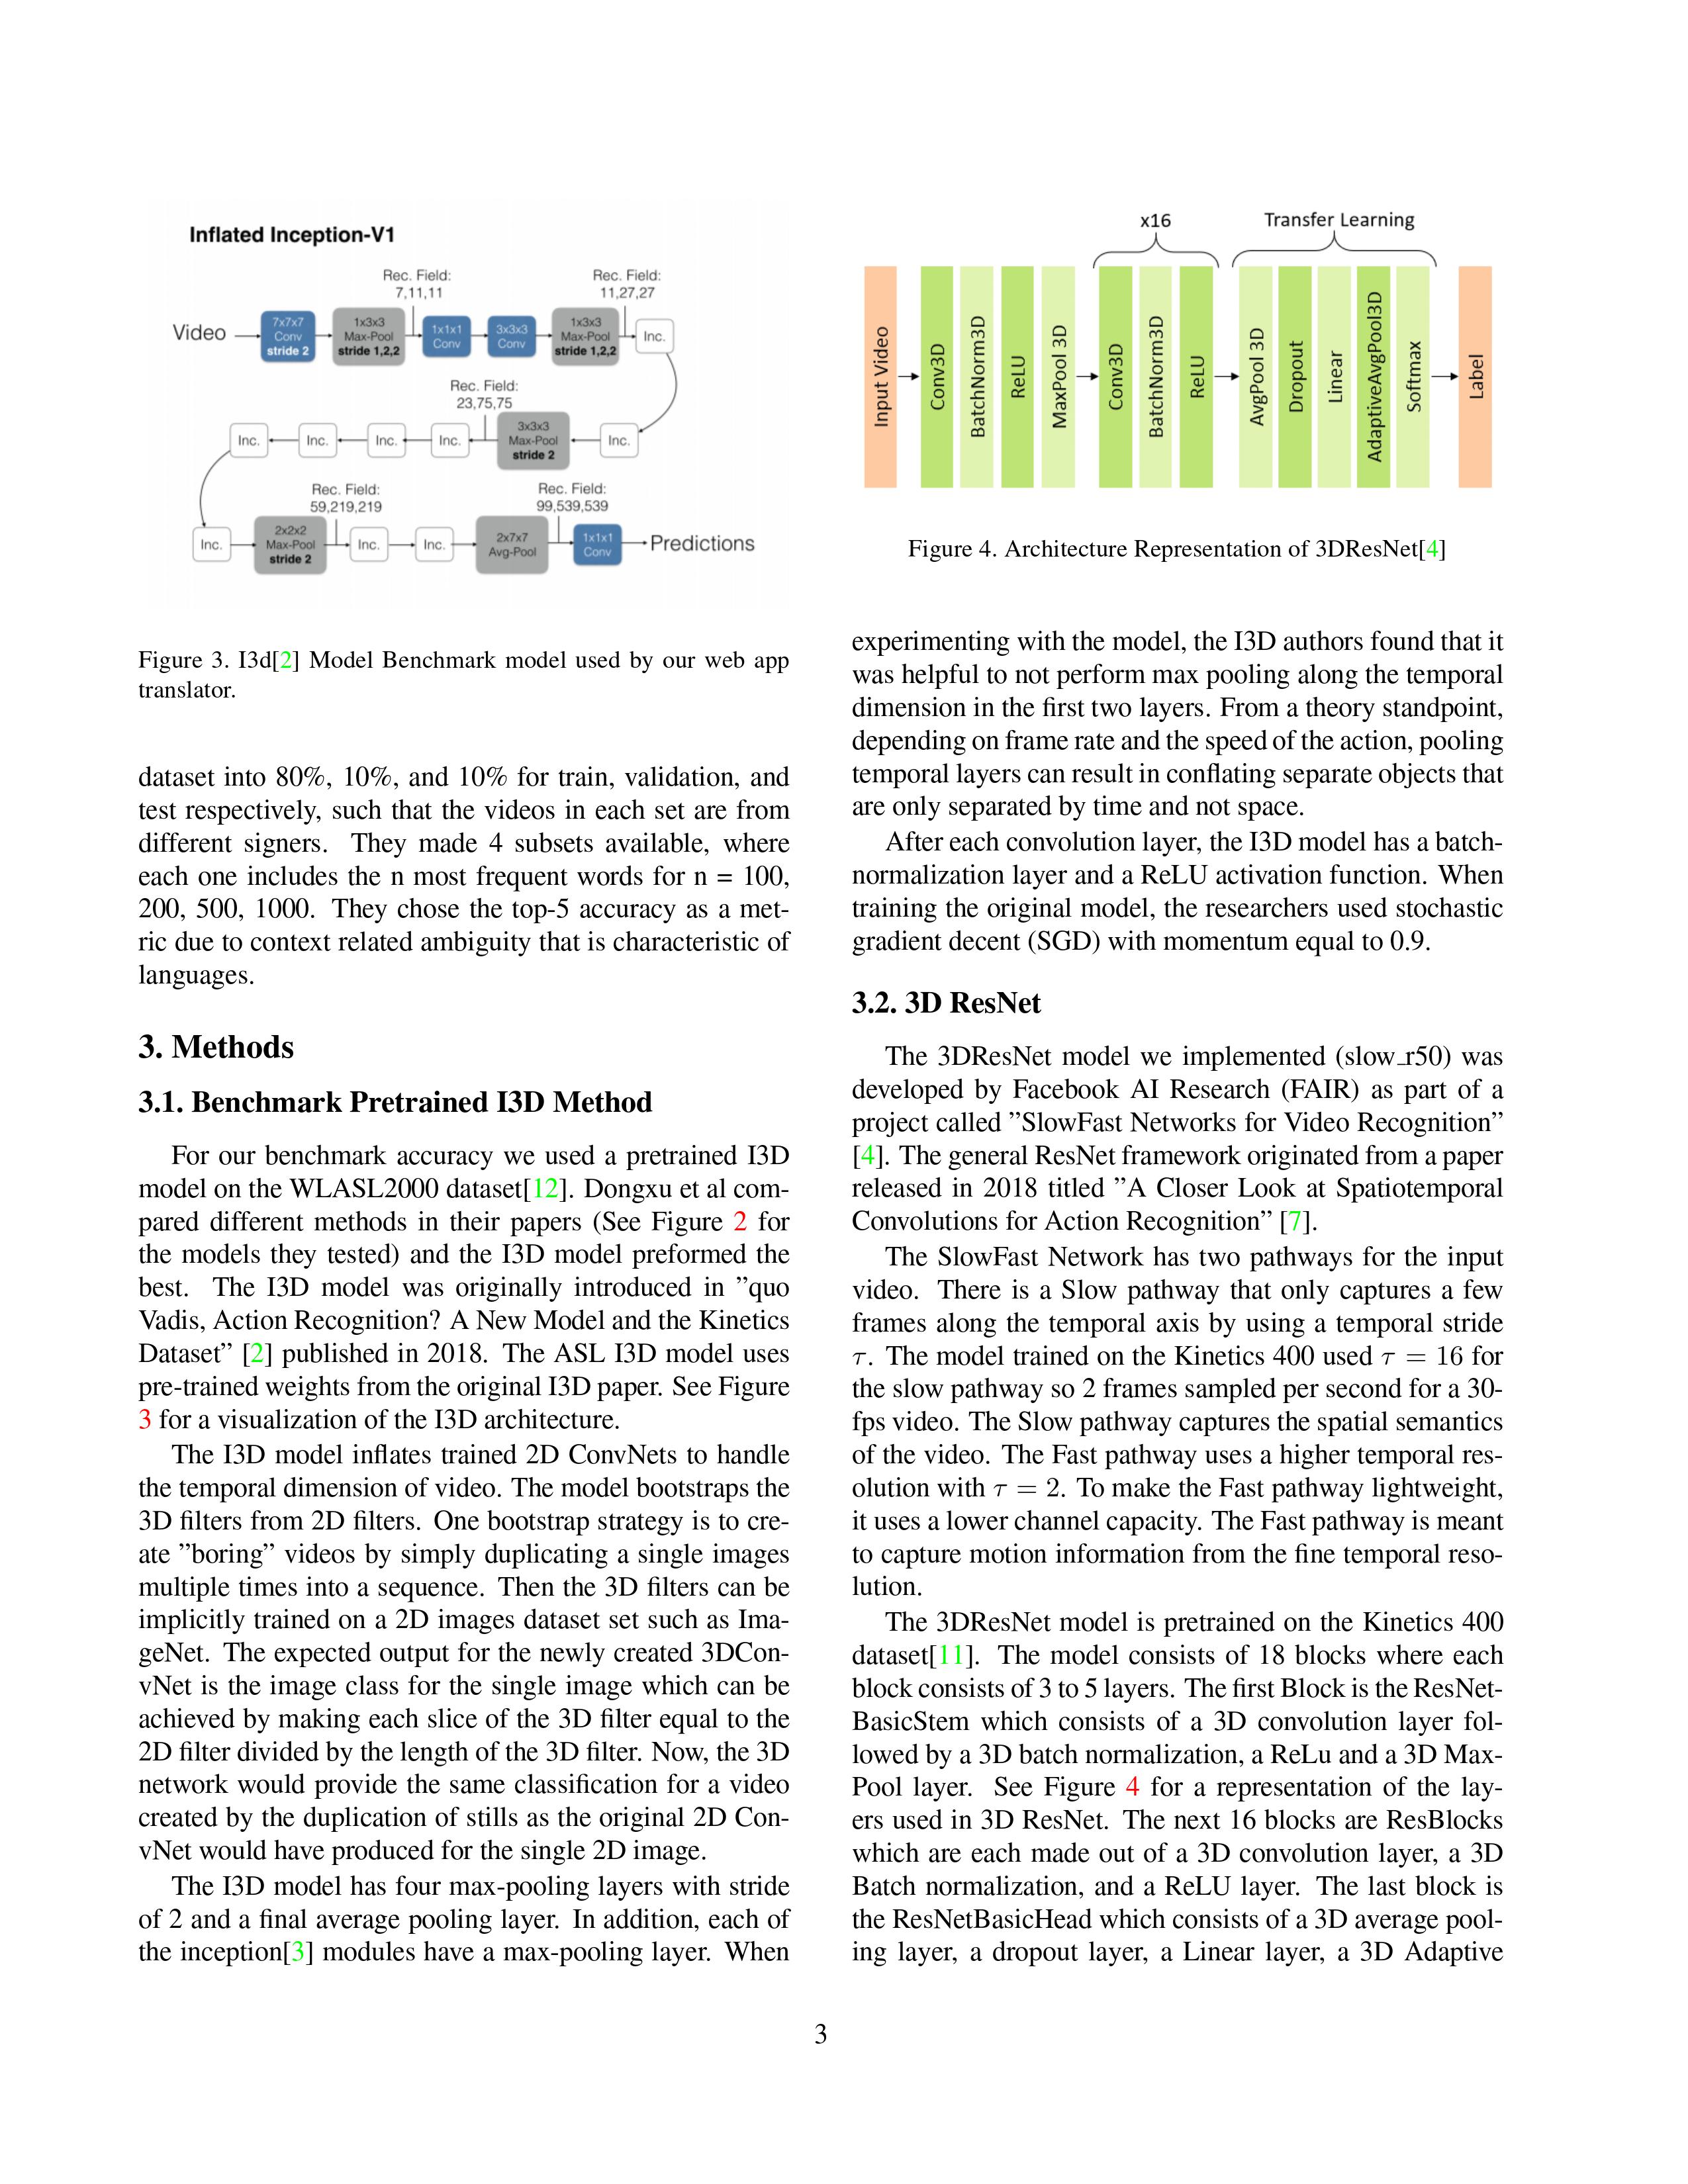 Inflated Inception-V1
Rec. Field:
7,11,11
Rec. Field:
11,27,27
Video
7x7x7
Conv
stride 2
1x3x3
Max-Pool
stride 1,2,2
1x1x1
Conv
3x3x3
Conv
1x3x3
Max-Pool
stride 1,2,2
Inc.
Rec. Field:
23,75,75
Inc.
Inc.
Inc.
Inc.
3x3x3
Max-Pool
stride 2
Inc.
Rec. Field:
59,219,219
Rec. Field:
99,539,539
Inc.
2x2x2
Max-Pool
stride 2
Inc.
Inc.
2x7x7
Avg-Pool
1x1x1
Conv
Predictions
Figure 3. I3d[2] Model Benchmark model used by our web app
translator.
dataset into 80%, 10%, and 10% for train, validation, and
test respectively, such that the videos in each set are from
different signers. They made 4 subsets available, where
each one includes the n most frequent words for n = 100,
200, 500, 1000. They chose the top-5 accuracy as a met-
ric due to context related ambiguity that is characteristic of
languages.
3. Methods
3.1. Benchmark Pretrained I3D Method
For our benchmark accuracy we used a pretrained I3D
model on the WLASL2000 dataset[12]. Dongxu et al com-
pared different methods in their papers (See Figure 2 for
the models they tested) and the I3D model preformed the
best. The I3D model was originally introduced in ”quo
Vadis, Action Recognition? A New Model and the Kinetics
Dataset” [2] published in 2018. The ASL I3D model uses
pre-trained weights from the original I3D paper. See Figure
3 for a visualization of the I3D architecture.
The I3D model inflates trained 2D ConvNets to handle
the temporal dimension of video. The model bootstraps the
3D filters from 2D filters. One bootstrap strategy is to cre-
ate ”boring” videos by simply duplicating a single images
multiple times into a sequence. Then the 3D filters can be
implicitly trained on a 2D images dataset set such as Ima-
geNet. The expected output for the newly created 3DCon-
vNet is the image class for the single image which can be
achieved by making each slice of the 3D filter equal to the
2D filter divided by the length of the 3D filter. Now, the 3D
network would provide the same classification for a video
created by the duplication of stills as the original 2D Con-
vNet would have produced for the single 2D image.
The I3D model has four max-pooling layers with stride
of 2 and a final average pooling layer. In addition, each of
the inception[3] modules have a max-pooling layer. When
x16
Transfer Learning
Input Video
Conv3D
BatchNorm3D
ReLU
MaxPool 3D
Conv3D
BatchNorm3D
ReLU
AvgPool 3D
Dropout
Linear
AdaptiveAvgPool3D
Softmax
Label
Figure 4. Architecture Representation of 3DResNet[4]
experimenting with the model, the I3D authors found that it
was helpful to not perform max pooling along the temporal
dimension in the first two layers. From a theory standpoint,
depending on frame rate and the speed of the action, pooling
temporal layers can result in conflating separate objects that
are only separated by time and not space.
After each convolution layer, the I3D model has a batch-
normalization layer and a ReLU activation function. When
training the original model, the researchers used stochastic
gradient decent (SGD) with momentum equal to 0.9.
3.2. 3D ResNet
The 3DResNet model we implemented (slow_r50) was
developed by Facebook AI Research (FAIR) as part of a
project called ”SlowFast Networks for Video Recognition”
[4]. The general ResNet framework originated from a paper
released in 2018 titled ”A Closer Look at Spatiotemporal
Convolutions for Action Recognition” [7].
The SlowFast Network has two pathways for the input
video. There is a Slow pathway that only captures a few
frames along the temporal axis by using a temporal stride
τ. The model trained on the Kinetics 400 used τ = 16 for
the slow pathway so 2 frames sampled per second for a 30-
fps video. The Slow pathway captures the spatial semantics
of the video. The Fast pathway uses a higher temporal res-
olution with τ = 2. To make the Fast pathway lightweight,
it uses a lower channel capacity. The Fast pathway is meant
to capture motion information from the fine temporal reso-
lution.
The 3DResNet model is pretrained on the Kinetics 400
dataset[11]. The model consists of 18 blocks where each
block consists of 3 to 5 layers. The first Block is the ResNet-
BasicStem which consists of a 3D convolution layer fol-
lowed by a 3D batch normalization, a ReLu and a 3D Max-
Pool layer. See Figure 4 for a representation of the lay-
ers used in 3D ResNet. The next 16 blocks are ResBlocks
which are each made out of a 3D convolution layer, a 3D
Batch normalization, and a ReLU layer. The last block is
the ResNetBasicHead which consists of a 3D average pool-
ing layer, a dropout layer, a Linear layer, a 3D Adaptive
3